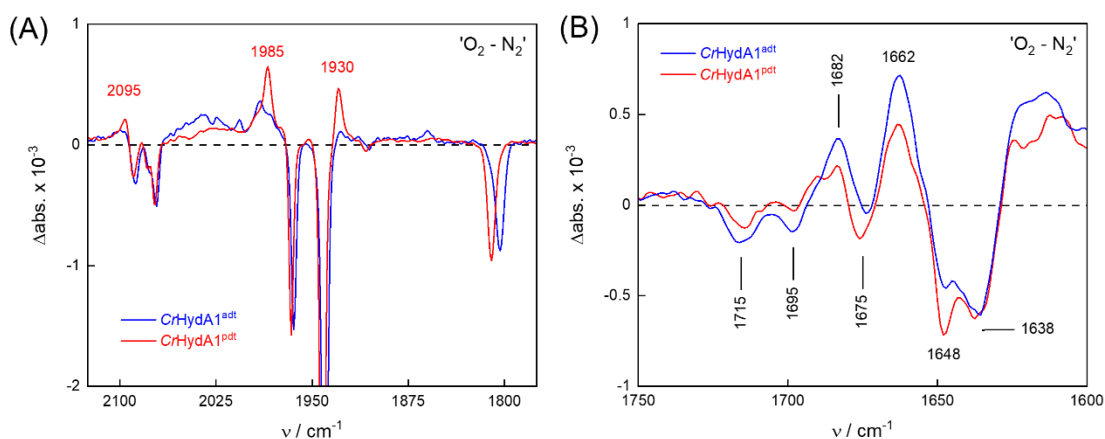 (A)
'O₂ - N₂'
2095
1985
1930
CrHydA1ᵃᵈᵗ
CrHydA1ᵖᵈᵗ
Δabs. x 10⁻³
1
0
-1
-2
2100
2025
1950
1875
1800
ν / cm⁻¹
(B)
'O₂ - N₂'
CrHydA1ᵃᵈᵗ
CrHydA1ᵖᵈᵗ
1682
1662
1715
1695
1675
1648
1638
Δabs. x 10⁻³
1
0.5
0
-0.5
-1
1750
1700
1650
1600
ν / cm⁻¹